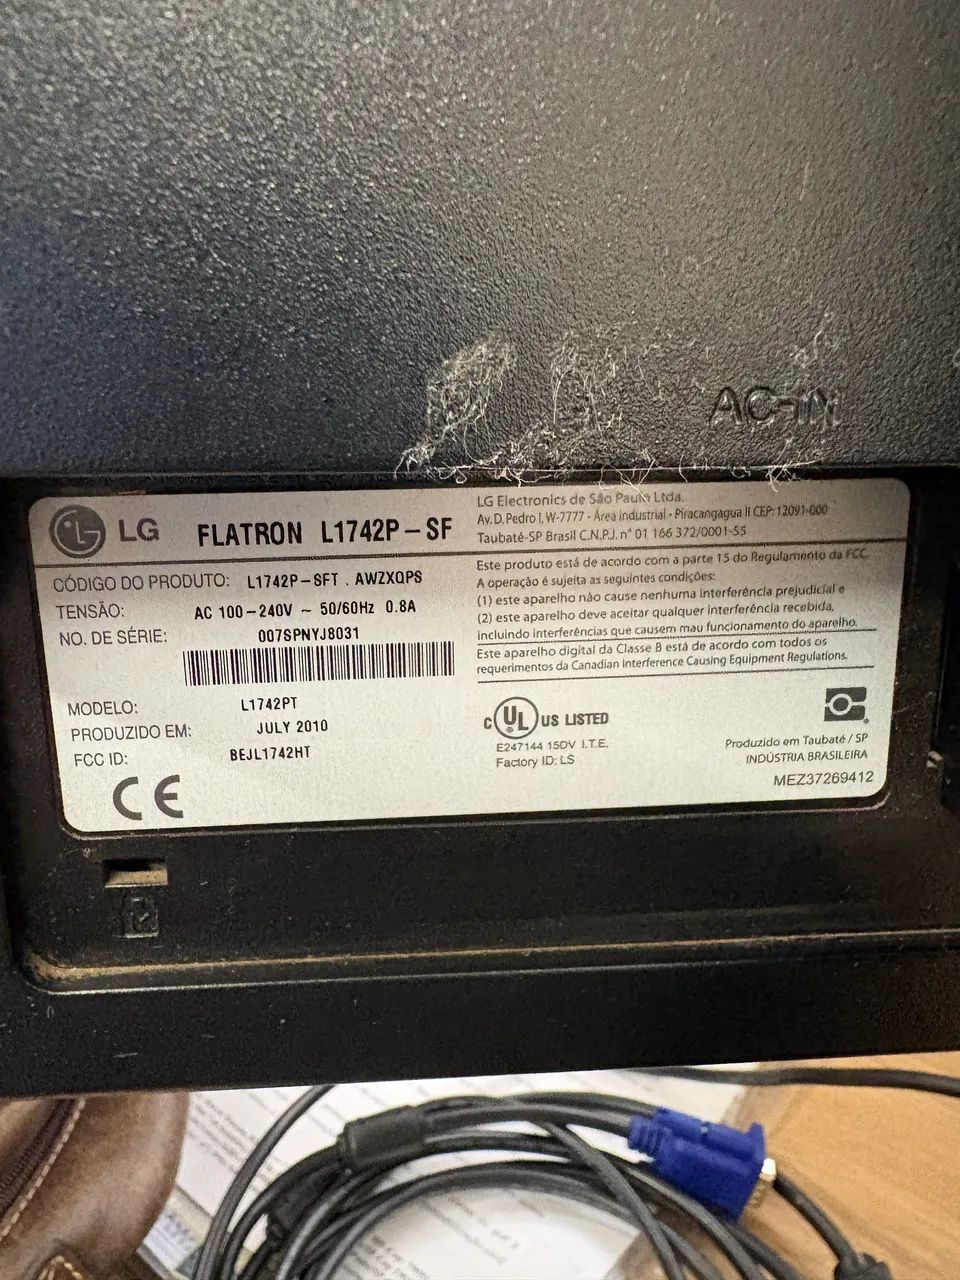 AC-IN
LG
FLATRON L1742P-SF
LG Electronics de São Paulo Ltda.
Av. D. Pedro I, W-7777 - Área Industrial - Piracangagua II CEP: 12091-000
Taubaté-SP Brasil C.N.P.J. n° 01 166 372/0001-55
CÓDIGO DO PRODUTO: L1742P-SFT . AWZXQPS
TENSÃO: AC 100-240V ~ 50/60Hz 0.8A
NO. DE SÉRIE: 007SPNYJ8031
Este produto está de acordo com a parte 15 do Regulamento da FCC.
A operação é sujeita as seguintes condições:
(1) este aparelho não cause nenhuma interferência prejudicial e
(2) este aparelho deve aceitar qualquer interferência recebida,
incluindo interferências que causem mau funcionamento do aparelho.
Este aparelho digital da Classe B está de acordo com todos os
requerimentos da Canadian Interference Causing Equipment Regulations.
MODELO: L1742PT
PRODUZIDO EM: JULY 2010
FCC ID: BEJL1742HT
CE
c UL US LISTED
E247144 15DV I.T.E.
Factory ID: LS
Produzido em Taubaté / SP
INDÚSTRIA BRASILEIRA
MEZ37269412